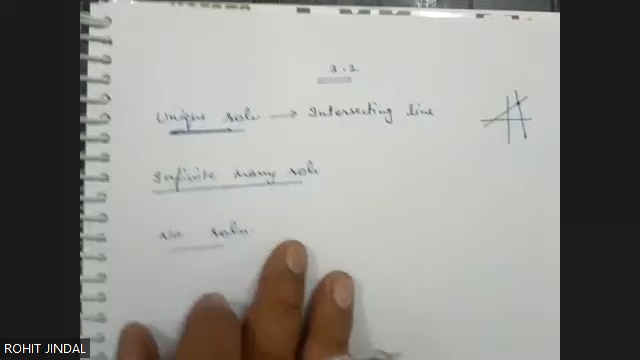 3.2.
Unique soln → Intersecting line
Infinite many soln
No soln.
ROHIT JINDAL